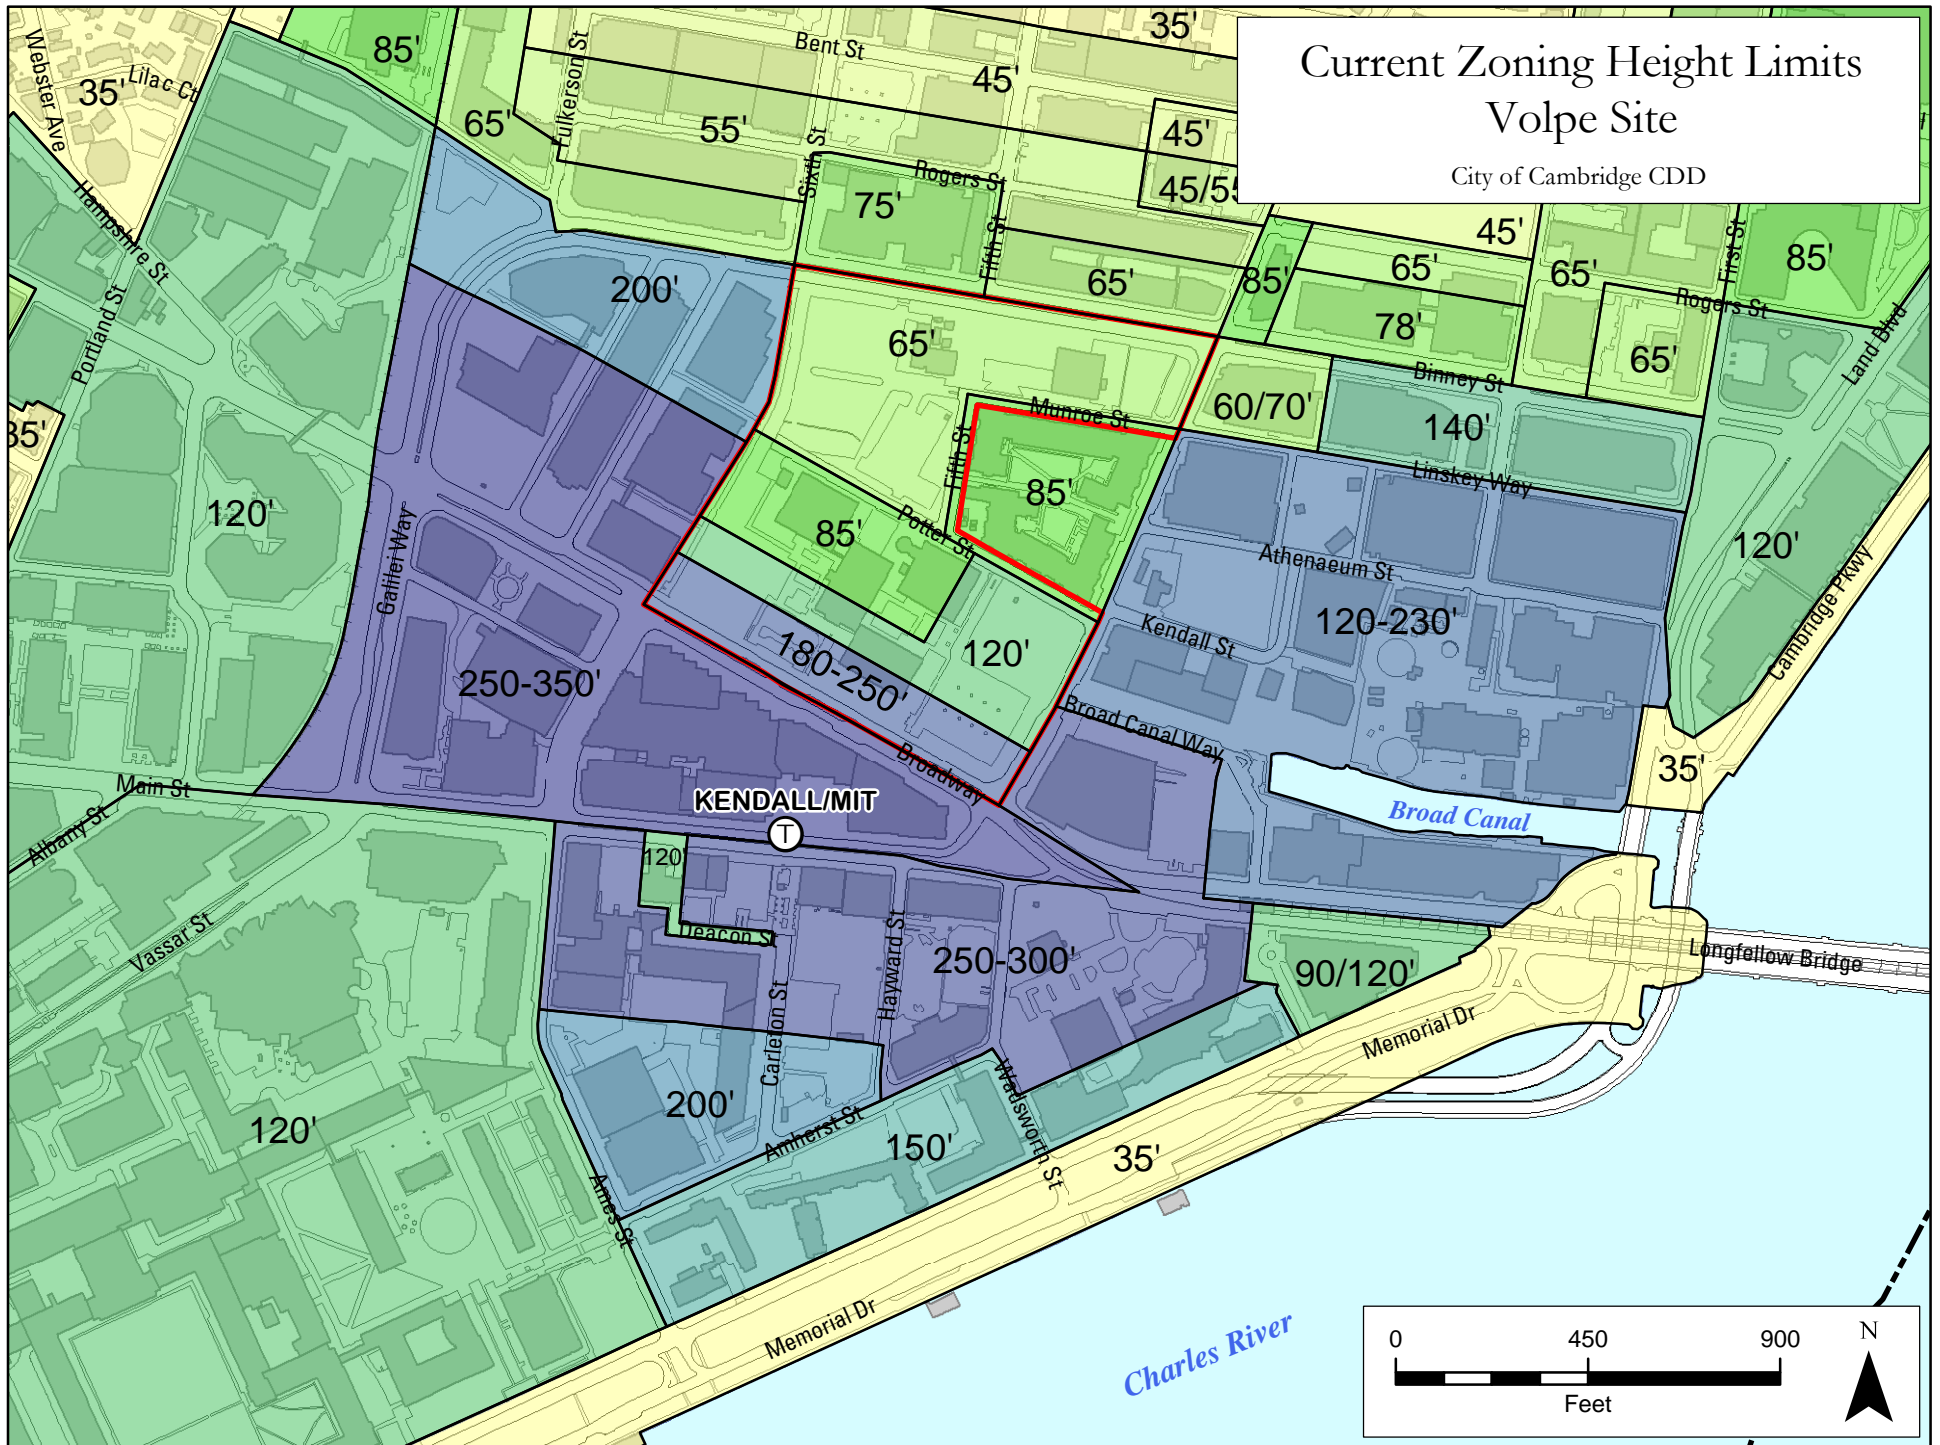 Current Zoning Height Limits
Volpe Site
City of Cambridge CDD
35'
85'
Bent St
45'
Webster Ave
35'
Lilac Ct
Fulkerson St
65'
55'
45'
Sixth St
Rogers St
45/55
75'
Hampshire St
Fifth St
45'
First St
85'
200'
65'
85'
65'
65'
Rogers St
Portland St
65'
78'
65'
Land Blvd
Binney St
60/70'
Munroe St
140'
35'
Fifth St
Linskey Way
120'
85'
85'
Potter St
120'
Galilei Way
Athenaeum St
120-230'
Cambridge Pkwy
Kendall St
120'
180-250'
250-350'
Broad Canal Way
Broadway
35'
Main St
KENDALL/MIT
T
Broad Canal
Albany St
120'
Vassar St
Deacon St
Hayward St
250-300'
90/120'
Longfellow Bridge
Carleton St
Memorial Dr
200'
Wadsworth St
120'
Amherst St
150'
35'
Ames St
Memorial Dr
Charles River
0 450 900
Feet
N